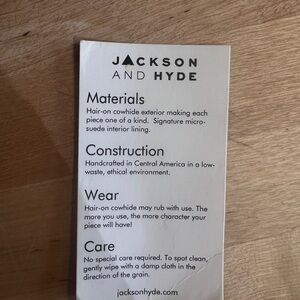 JACKSON
AND HYDE
Materials
Hair-on cowhide exterior making each
piece one of a kind. Signature micro-
suede interior lining.
Construction
Handcrafted in Central America in a low-
waste, ethical environment.
Wear
Hair-on cowhide may rub with use. The
more you use, the more character your
piece will have!
Care
No special care required. To spot clean,
gently wipe with a damp cloth in the
direction of the grain.
jacksonhyde.com